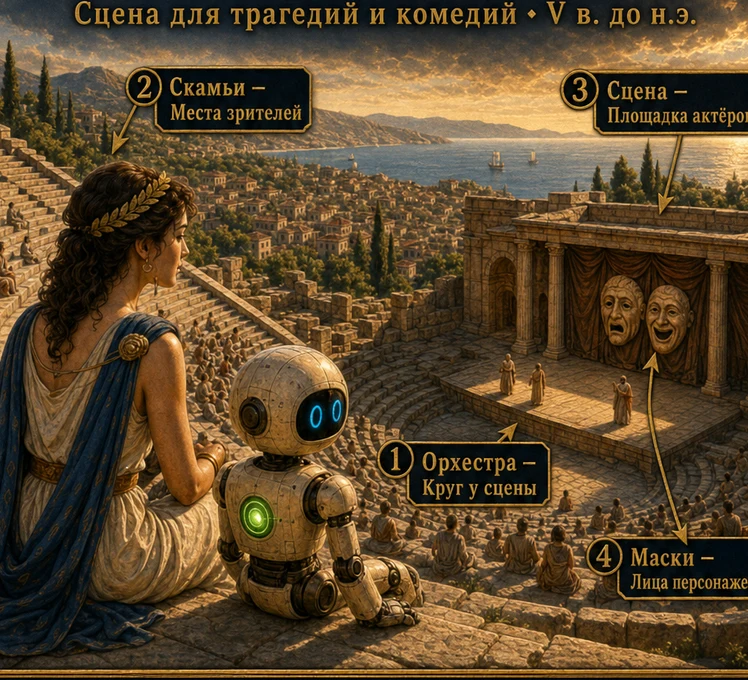 Сцена для трагедий и комедий • V в. до н.э.
2 Скамьи –
Места зрителей
3 Сцена –
Площадка актёро
1 Орхестра –
Круг у сцены
4 Маски –
Лица персонаже